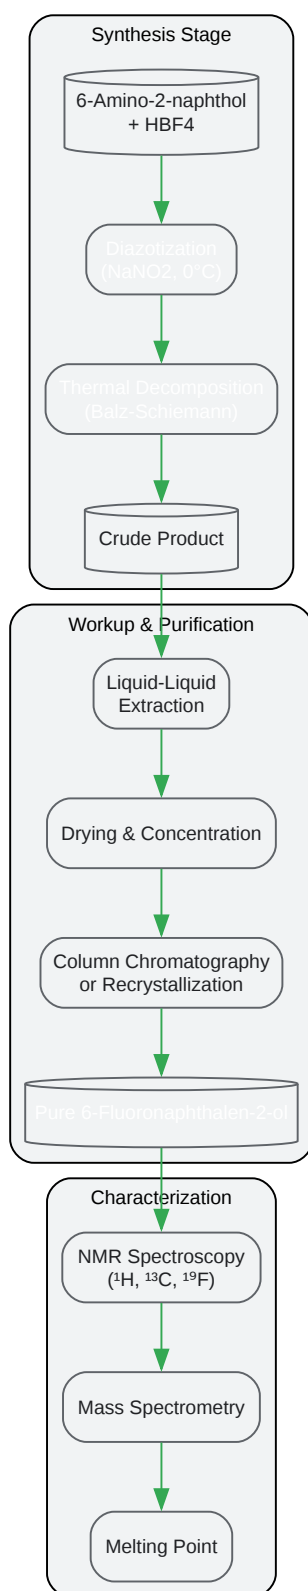 Synthesis Stage
6-Amino-2-naphthol
+ HBF4
Diazotization
(NaNO2, 0°C)
Thermal Decomposition
(Balz-Schiemann)
Crude Product
Workup & Purification
Liquid-Liquid
Extraction
Drying & Concentration
Column Chromatography
or Recrystallization
Pure 6-Fluoronaphthalen-2-ol
Characterization
NMR Spectroscopy
(¹H, ¹³C, ¹⁹F)
Mass Spectrometry
Melting Point